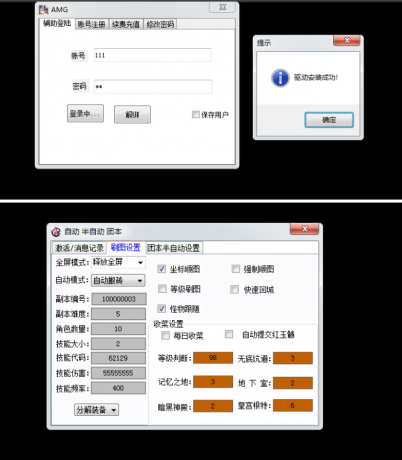 AMG
辅助登陆 账号注册 续费充值 修改密码
账号 111
密码 **
登录中... 解绑 保存用户
提示
驱动安装成功!
确定
自动 半自动 团本
激活/消息记录 刷图设置 团本半自动设置
全屏模式: 释放全屏
自动模式: 自动搬砖
副本编号: 100000003
副本难度: 5
角色数量: 10
技能大小: 2
技能代码: 62129
技能伤害: 55555555
技能频率: 400
分解装备
坐标顺图 强制顺图
等级刷图 快速回城
怪物跟随
收菜设置
每日收菜 自动提交红玉髓
等级判断: 98 无底坑道: 3
记忆之地: 3 地 下 室: 2
暗黑神殿: 2 皇宫根特: 6